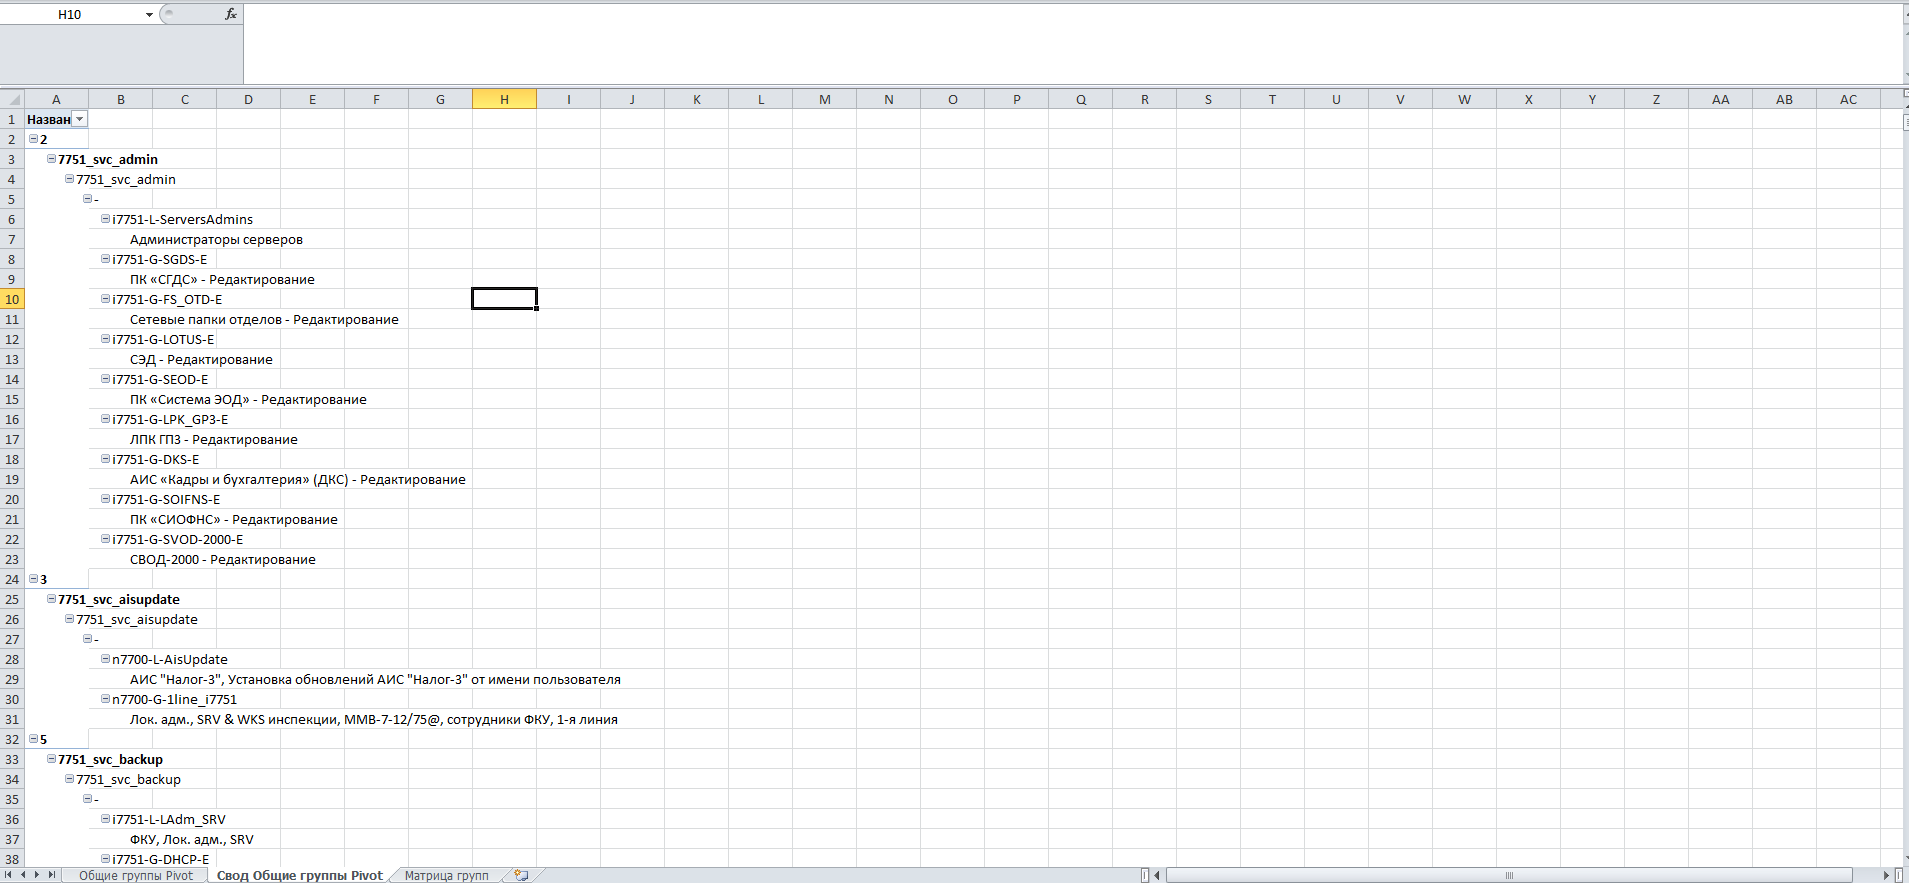 H10
fx
A B C D E F G H I J K L M N O P Q R S T U V W X Y Z AA AB AC
1 Назван
2 2
3 7751_svc_admin
4 7751_svc_admin
5 -
6 i7751-L-ServersAdmins
7 Администраторы серверов
8 i7751-G-SGDS-E
9 ПК «СГДС» - Редактирование
10 i7751-G-FS_OTD-E
11 Сетевые папки отделов - Редактирование
12 i7751-G-LOTUS-E
13 СЭД - Редактирование
14 i7751-G-SEOD-E
15 ПК «Система ЭОД» - Редактирование
16 i7751-G-LPK_GP3-E
17 ЛПК ГП3 - Редактирование
18 i7751-G-DKS-E
19 АИС «Кадры и бухгалтерия» (ДКС) - Редактирование
20 i7751-G-SOIFNS-E
21 ПК «СИОФНС» - Редактирование
22 i7751-G-SVOD-2000-E
23 СВОД-2000 - Редактирование
24 3
25 7751_svc_aisupdate
26 7751_svc_aisupdate
27 -
28 n7700-L-AisUpdate
29 АИС "Налог-3", Установка обновлений АИС "Налог-3" от имени пользователя
30 n7700-G-1line_i7751
31 Лок. адм., SRV & WKS инспекции, ММВ-7-12/75@, сотрудники ФКУ, 1-я линия
32 5
33 7751_svc_backup
34 7751_svc_backup
35 -
36 i7751-L-LAdm_SRV
37 ФКУ, Лок. адм., SRV
38 i7751-G-DHCP-E
Общие группы Pivot Свод Общие группы Pivot Матрица групп